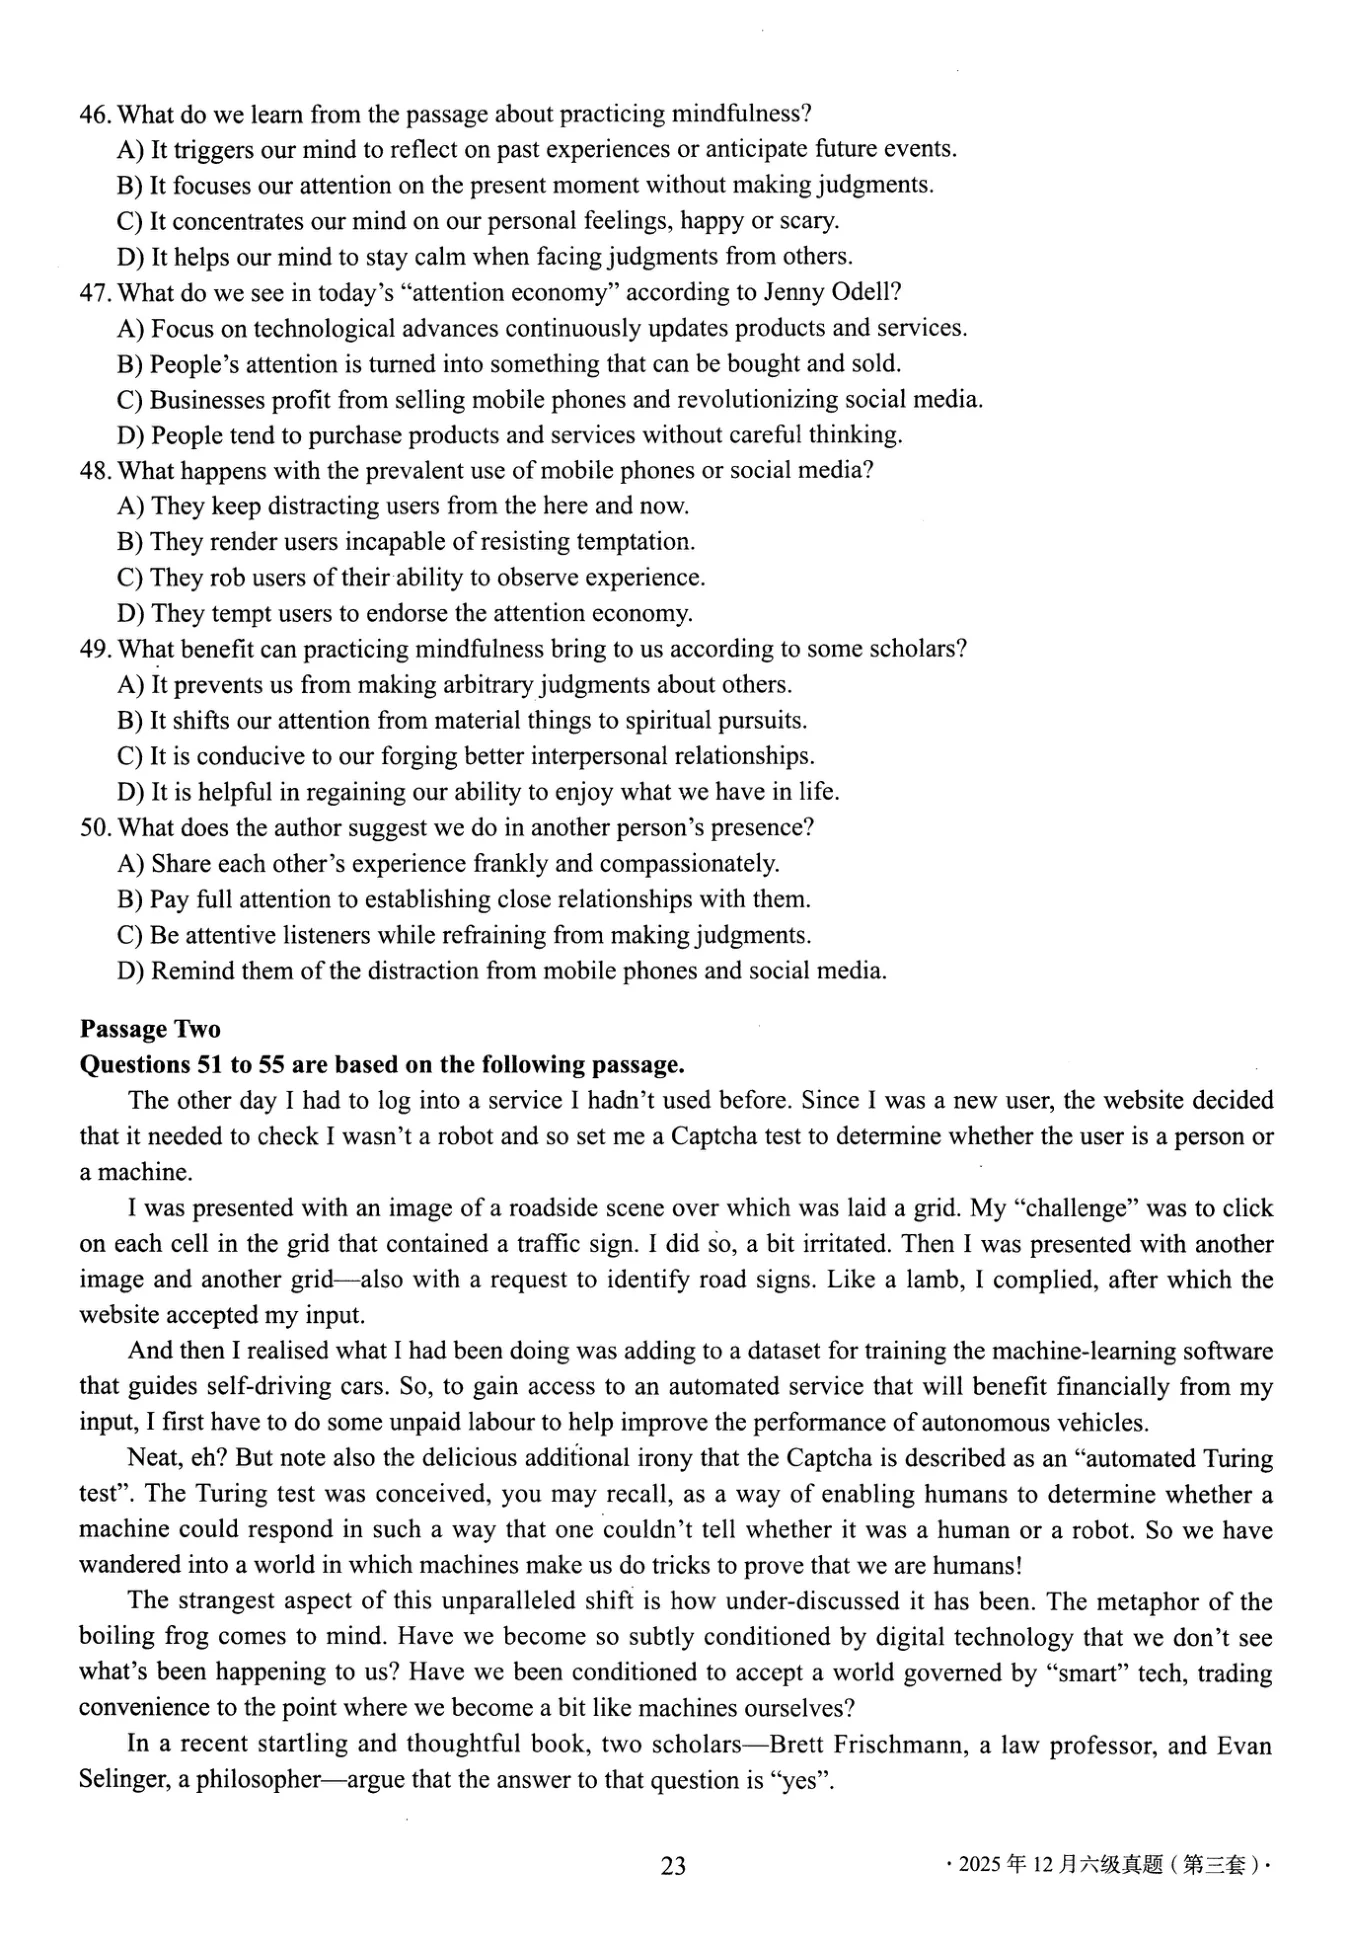 46. What do we learn from the passage about practicing mindfulness?
A) It triggers our mind to reflect on past experiences or anticipate future events.
B) It focuses our attention on the present moment without making judgments.
C) It concentrates our mind on our personal feelings, happy or scary.
D) It helps our mind to stay calm when facing judgments from others.
47. What do we see in today's “attention economy” according to Jenny Odell?
A) Focus on technological advances continuously updates products and services.
B) People's attention is turned into something that can be bought and sold.
C) Businesses profit from selling mobile phones and revolutionizing social media.
D) People tend to purchase products and services without careful thinking.
48. What happens with the prevalent use of mobile phones or social media?
A) They keep distracting users from the here and now.
B) They render users incapable of resisting temptation.
C) They rob users of their ability to observe experience.
D) They tempt users to endorse the attention economy.
49. What benefit can practicing mindfulness bring to us according to some scholars?
A) It prevents us from making arbitrary judgments about others.
B) It shifts our attention from material things to spiritual pursuits.
C) It is conducive to our forging better interpersonal relationships.
D) It is helpful in regaining our ability to enjoy what we have in life.
50. What does the author suggest we do in another person's presence?
A) Share each other's experience frankly and compassionately.
B) Pay full attention to establishing close relationships with them.
C) Be attentive listeners while refraining from making judgments.
D) Remind them of the distraction from mobile phones and social media.
Passage Two
Questions 51 to 55 are based on the following passage.
The other day I had to log into a service I hadn't used before. Since I was a new user, the website decided
that it needed to check I wasn't a robot and so set me a Captcha test to determine whether the user is a person or
a machine.
I was presented with an image of a roadside scene over which was laid a grid. My “challenge” was to click
on each cell in the grid that contained a traffic sign. I did so, a bit irritated. Then I was presented with another
image and another grid—also with a request to identify road signs. Like a lamb, I complied, after which the
website accepted my input.
And then I realised what I had been doing was adding to a dataset for training the machine-learning software
that guides self-driving cars. So, to gain access to an automated service that will benefit financially from my
input, I first have to do some unpaid labour to help improve the performance of autonomous vehicles.
Neat, eh? But note also the delicious additional irony that the Captcha is described as an “automated Turing
test”. The Turing test was conceived, you may recall, as a way of enabling humans to determine whether a
machine could respond in such a way that one couldn't tell whether it was a human or a robot. So we have
wandered into a world in which machines make us do tricks to prove that we are humans!
The strangest aspect of this unparalleled shift is how under-discussed it has been. The metaphor of the
boiling frog comes to mind. Have we become so subtly conditioned by digital technology that we don't see
what's been happening to us? Have we been conditioned to accept a world governed by “smart” tech, trading
convenience to the point where we become a bit like machines ourselves?
In a recent startling and thoughtful book, two scholars—Brett Frischmann, a law professor, and Evan
Selinger, a philosopher—argue that the answer to that question is “yes”.
23
·2025年12月六级真题(第三套)·